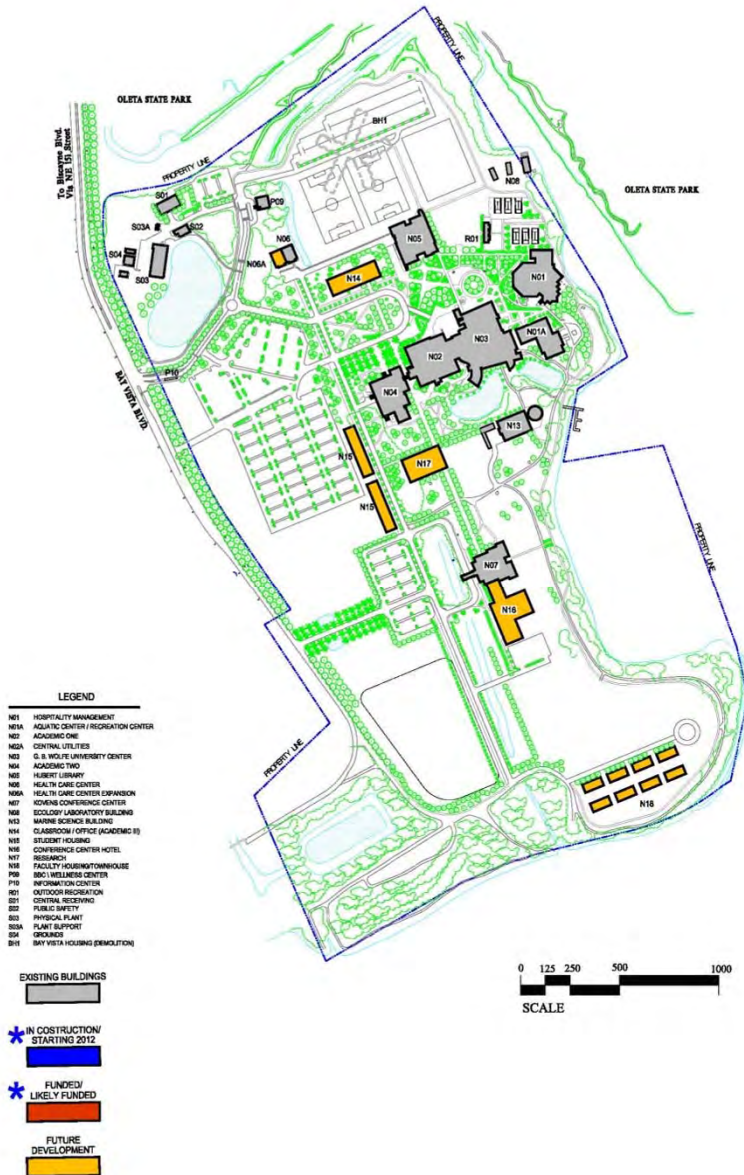 OLETA STATE PARK
PROPERTY LINE
To Biscayne Blvd.
Via NE 151 Street
PROPERTY LINE
BH1
OLETA STATE PARK
N08
S01
P09
S03A
S02
S04
S03
N06
N06A
N05
R01
N14
N01
N03
N01A
N02
P10
N04
BAY VISTA BLVD.
N13
N15
N17
N15
N07
N16
PROPERTY LINE
PROPERTY LINE
N18
LEGEND
N01 HOSPITALITY MANAGEMENT
N01A AQUATIC CENTER / RECREATION CENTER
N02 ACADEMIC ONE
N02A CENTRAL UTILITIES
N03 G. B. WOLFE UNIVERSITY CENTER
N04 ACADEMIC TWO
N05 HUBERT LIBRARY
N06 HEALTH CARE CENTER
N06A HEALTH CARE CENTER EXPANSION
N07 KOVENS CONFERENCE CENTER
N08 ECOLOGY LABORATORY BUILDING
N13 MARINE SCIENCE BUILDING
N14 CLASSROOM / OFFICE (ACADEMIC III)
N15 STUDENT HOUSING
N16 CONFERENCE CENTER HOTEL
N17 RESEARCH
N18 FACULTY HOUSING/TOWNHOUSE
P09 BBC \ WELLNESS CENTER
P10 INFORMATION CENTER
R01 OUTDOOR RECREATION
S01 CENTRAL RECEIVING
S02 PUBLIC SAFETY
S03 PHYSICAL PLANT
S03A PLANT SUPPORT
S04 GROUNDS
BH1 BAY VISTA HOUSING (DEMOLITION)
EXISTING BUILDINGS
* IN COSTRUCTION/
STARTING 2012
* FUNDED/
LIKELY FUNDED
FUTURE
DEVELOPMENT
0 125 250 500 1000
SCALE